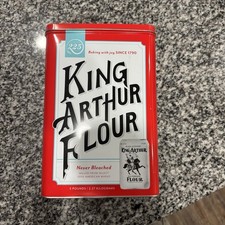 225
Baking with joy SINCE 1790
KING
ARTHUR
FLOUR
Never Bleached
KING ARTHUR
FLOUR